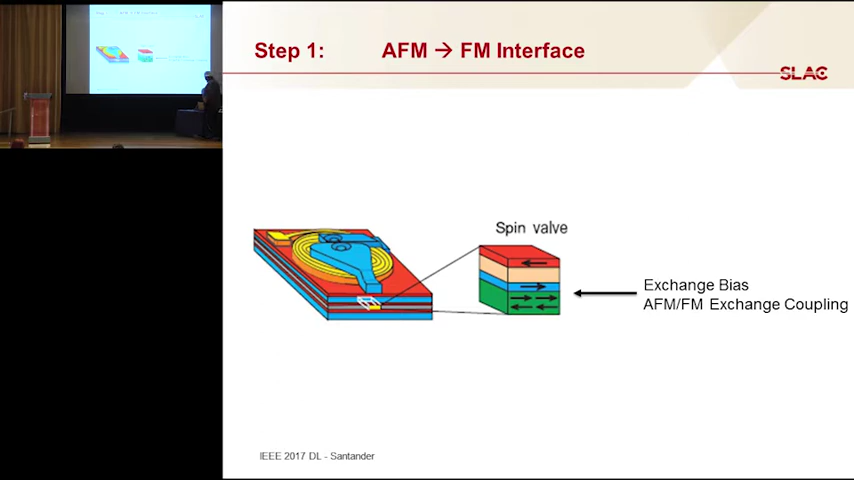 Step 1: AFM → FM Interface
SLAC
Spin valve
Exchange Bias
AFM/FM Exchange Coupling
IEEE 2017 DL - Santander